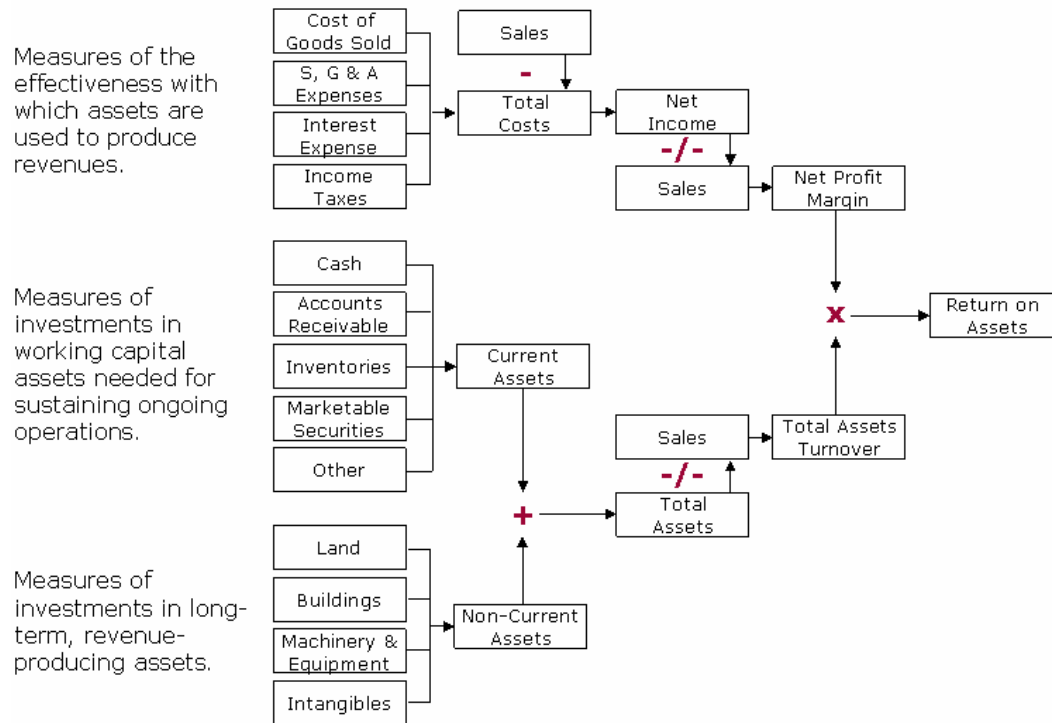 Measures of the
effectiveness with
which assets are
used to produce
revenues.
Cost of
Goods Sold
S, G & A
Expenses
Interest
Expense
Income
Taxes
Sales
-
Total
Costs
Net
Income
-/-
Sales
Net Profit
Margin
Measures of
investments in
working capital
assets needed for
sustaining ongoing
operations.
Cash
Accounts
Receivable
Inventories
Marketable
Securities
Other
Current
Assets
x
Return on
Assets
Sales
-/-
Total
Assets
Total Assets
Turnover
+
Measures of
investments in long-
term, revenue-
producing assets.
Land
Buildings
Machinery &
Equipment
Intangibles
Non-Current
Assets